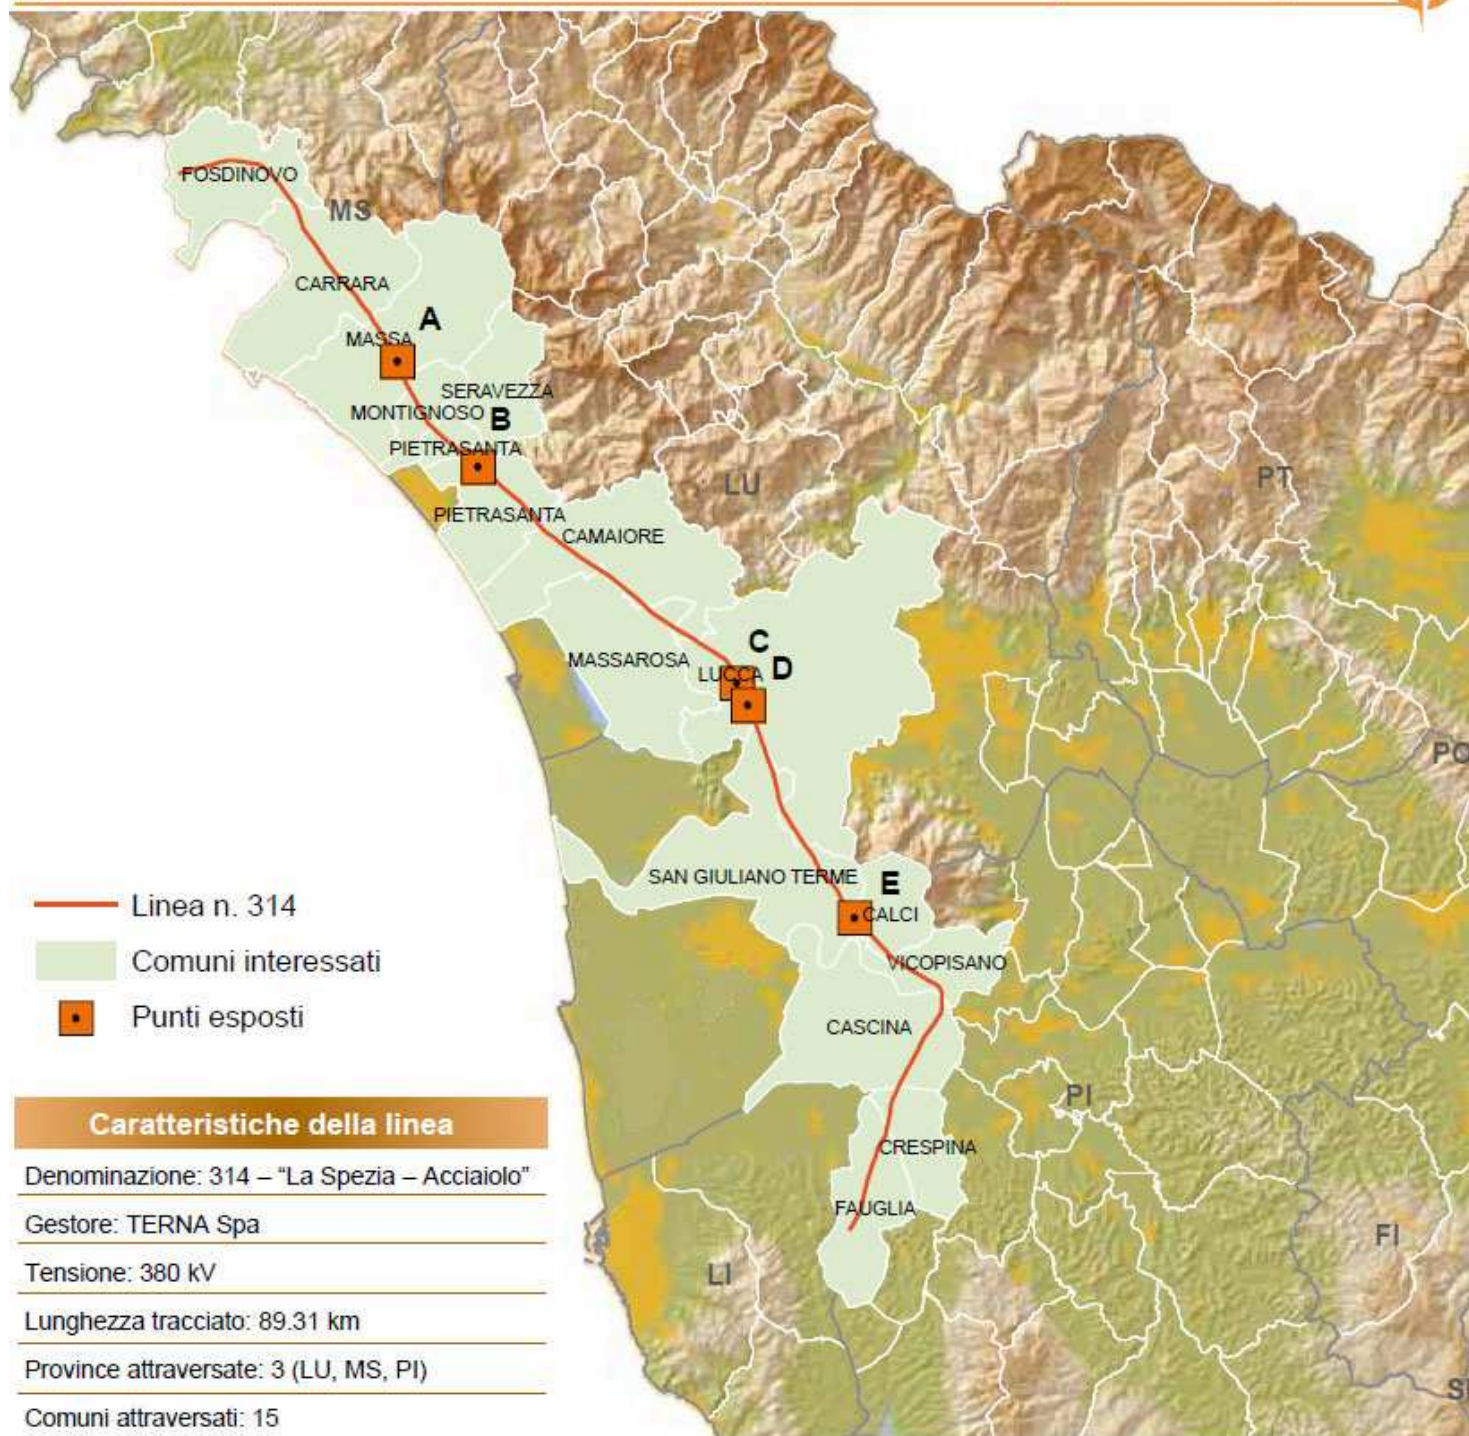 FOSDINOVO
MS
CARRARA
A
MASSA
SERAVEZZA
MONTIGNOSO
B
PIETRASANTA
LU
PT
PIETRASANTA
CAMAIORE
C
MASSAROSA
LUCCA
D
PO
SAN GIULIANO TERME
E
CALCI
VICOPISANO
CASCINA
PI
CRESPINA
FAUGLIA
FI
LI
Linea n. 314
Comuni interessati
Punti esposti
Caratteristiche della linea
Denominazione: 314 – “La Spezia – Acciaiolo”
Gestore: TERNA Spa
Tensione: 380 kV
Lunghezza tracciato: 89.31 km
Province attraversate: 3 (LU, MS, PI)
Comuni attraversati: 15